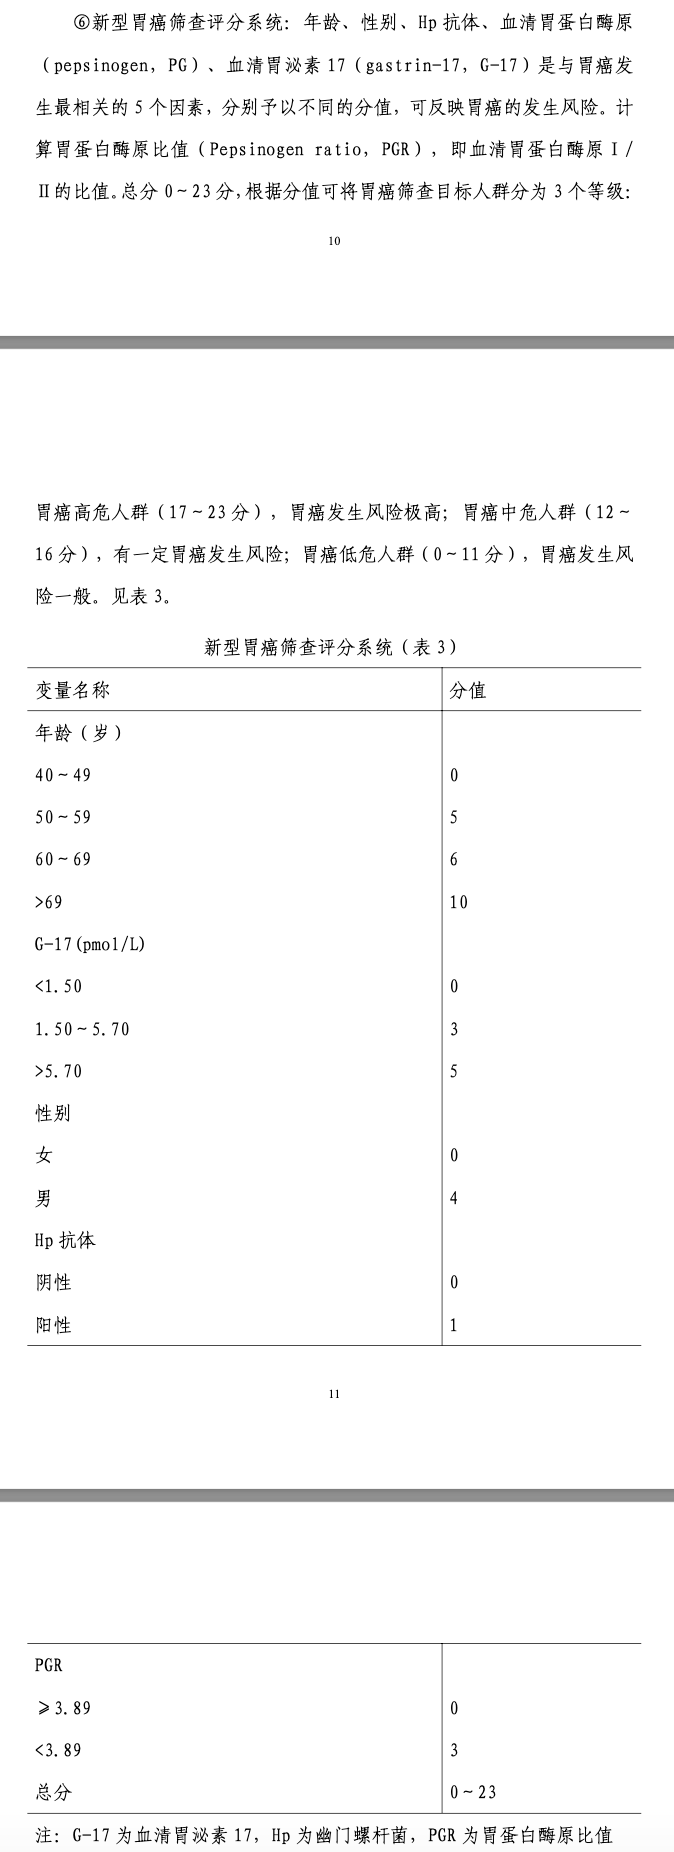 ⑥新型胃癌筛查评分系统：年龄、性别、Hp 抗体、血清胃蛋白酶原
（pepsinogen，PG）、血清胃泌素 17（gastrin-17，G-17）是与胃癌发
生最相关的 5 个因素，分别予以不同的分值，可反映胃癌的发生风险。计
算胃蛋白酶原比值（Pepsinogen ratio，PGR），即血清胃蛋白酶原Ⅰ/
Ⅱ的比值。总分 0～23 分，根据分值可将胃癌筛查目标人群分为 3 个等级：
10
胃癌高危人群（17～23 分），胃癌发生风险极高；胃癌中危人群（12～
16 分），有一定胃癌发生风险；胃癌低危人群（0～11 分），胃癌发生风
险一般。见表 3。
新型胃癌筛查评分系统（表 3）
变量名称 分值
年龄（岁）
40～49 0
50～59 5
60～69 6
>69 10
G-17(pmol/L)
<1.50 0
1.50～5.70 3
>5.70 5
性别
女 0
男 4
Hp 抗体
阴性 0
阳性 1
11
PGR
≥3.89 0
<3.89 3
总分 0～23
注：G-17 为血清胃泌素 17，Hp 为幽门螺杆菌，PGR 为胃蛋白酶原比值